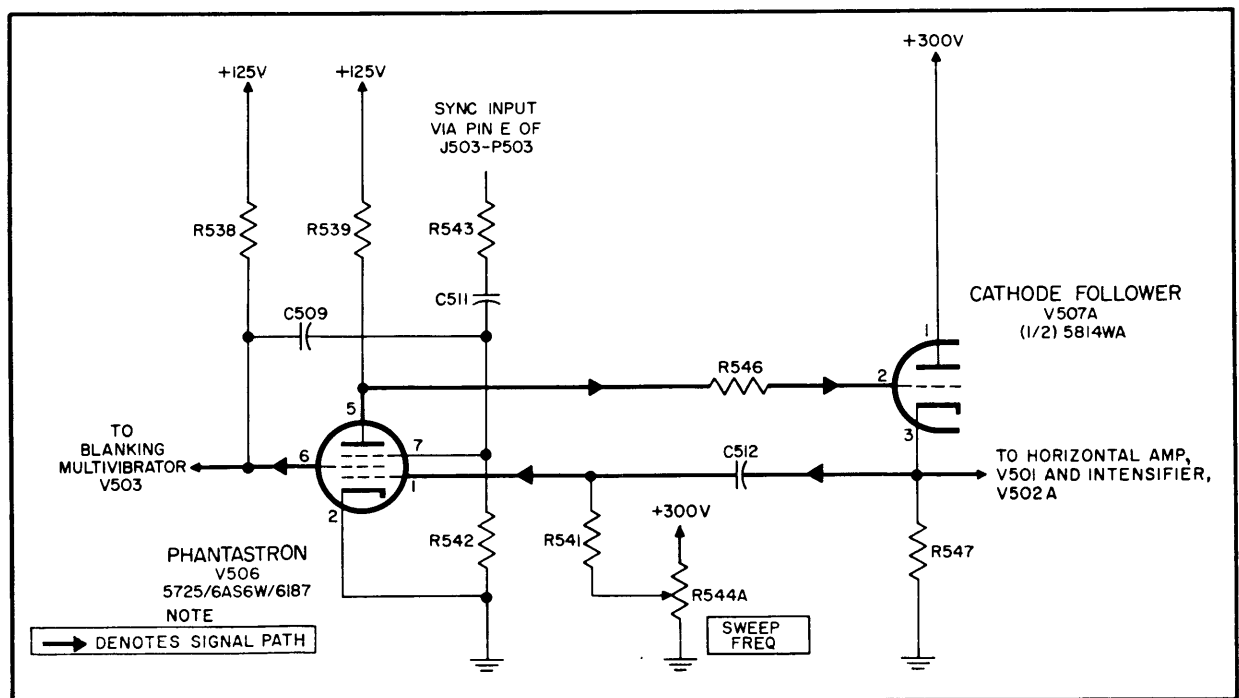 +300V
+125V
+125V
SYNC INPUT
VIA PIN E OF
J503-P503
R538
R539
R543
C511
C509
CATHODE FOLLOWER
V507A
(1/2) 5814WA
1
R546
2
3
5
TO
BLANKING
MULTIVIBRATOR
V503
6
7
1
2
C512
TO HORIZONTAL AMP,
V501 AND INTENSIFIER,
V502A
+300V
R542
R541
R547
R544A
PHANTASTRON
V506
5725/6AS6W/6187
NOTE
DENOTES SIGNAL PATH
SWEEP
FREQ